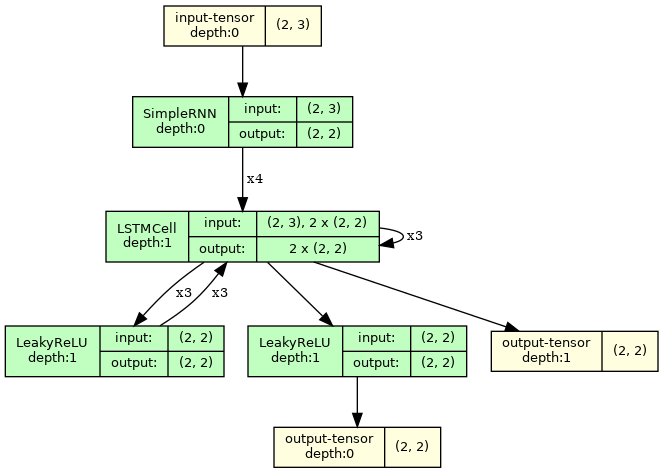 input-tensor
depth:0
(2, 3)
SimpleRNN
depth:0
input:
(2, 3)
output:
(2, 2)
x4
LSTMCell
depth:1
input:
(2, 3), 2 x (2, 2)
output:
2 x (2, 2)
x3
x3
x3
LeakyReLU
depth:1
input:
(2, 2)
output:
(2, 2)
LeakyReLU
depth:1
input:
(2, 2)
output:
(2, 2)
output-tensor
depth:1
(2, 2)
output-tensor
depth:0
(2, 2)